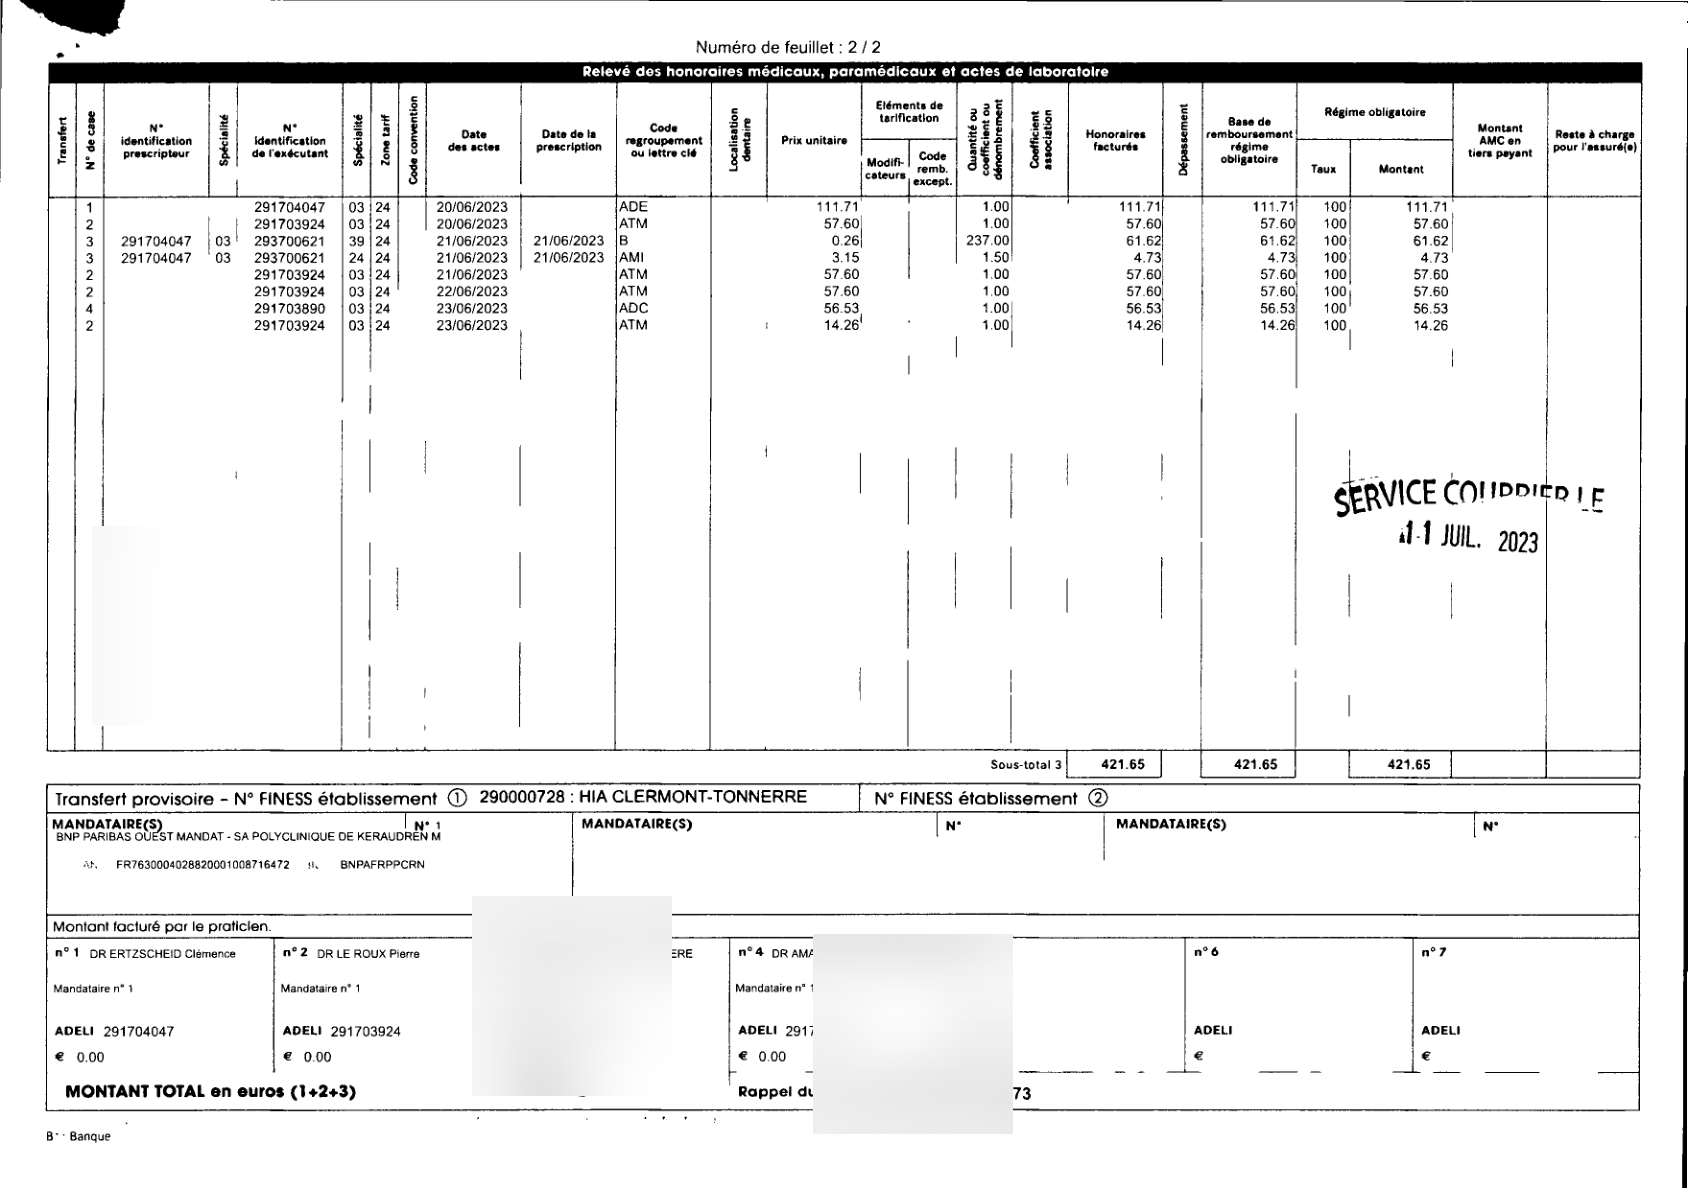 Numéro de feuillet : 2 / 2
Relevé des honoraires médicaux, paramédicaux et actes de laboratoire
Transfert | N° de case | N° identification prescripteur | Spécialité | N° identification de l'exécutant | Spécialité | Zone tarif | Code convention | Date des actes | Date de la prescription | Code regroupement ou lettre clé | Localisation dentaire | Prix unitaire | Eléments de tarification | Modifi-cateurs | Code remb. except. | Quantité ou coefficient ou dénombrement | Coefficient association | Honoraires facturés | Dépassement | Base de remboursement régime obligatoire | Régime obligatoire | Taux | Montant | Montant AMC en tiers payant | Reste à charge pour l'assuré(e)
1 291704047 03 24 20/06/2023 ADE 111.71 1.00 111.71 111.71 100 111.71
2 291703924 03 24 20/06/2023 ATM 57.60 1.00 57.60 57.60 100 57.60
3 291704047 03 293700621 39 24 21/06/2023 21/06/2023 B 0.26 237.00 61.62 61.62 100 61.62
3 291704047 03 293700621 24 24 21/06/2023 21/06/2023 AMI 3.15 1.50 4.73 4.73 100 4.73
2 291703924 03 24 21/06/2023 ATM 57.60 1.00 57.60 57.60 100 57.60
2 291703924 03 24 22/06/2023 ATM 57.60 1.00 57.60 57.60 100 57.60
4 291703890 03 24 23/06/2023 ADC 56.53 1.00 56.53 56.53 100 56.53
2 291703924 03 24 23/06/2023 ATM 14.26 1.00 14.26 14.26 100 14.26
SERVICE COURRIER LE
11 JUIL. 2023
Sous-total 3 421.65 421.65 421.65
Transfert provisoire - N° FINESS établissement ① 290000728 : HIA CLERMONT-TONNERRE N° FINESS établissement ②
MANDATAIRE(S) N° 1 MANDATAIRE(S) N° MANDATAIRE(S) N°
BNP PARIBAS OUEST MANDAT - SA POLYCLINIQUE DE KERAUDREN M
FR7630004028820001008716472 BNPAFRPPCRN
Montant facturé par le praticien.
n° 1 DR ERTZSCHEID Clémence n° 2 DR LE ROUX Pierre ERE n° 4 DR AMA n° 6 n° 7
Mandataire n° 1 Mandataire n° 1 Mandataire n° 1
ADELI 291704047 ADELI 291703924 ADELI 2917 ADELI ADELI
€ 0.00 € 0.00 € 0.00 € €
MONTANT TOTAL en euros (1+2+3) Rappel du 73
Banque